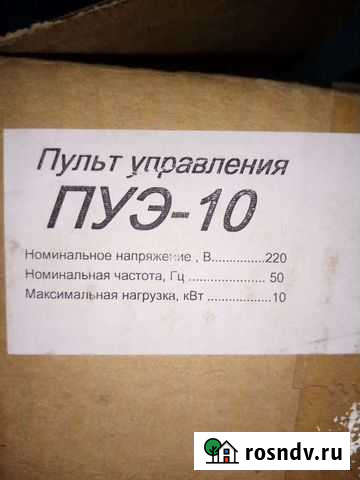 Пульт управления
ПУЭ-10
Номинальное напряжение , В...............220
Номинальная частота, Гц ...................... 50
Максимальная нагрузка, кВт ..................10
rosndv.ru